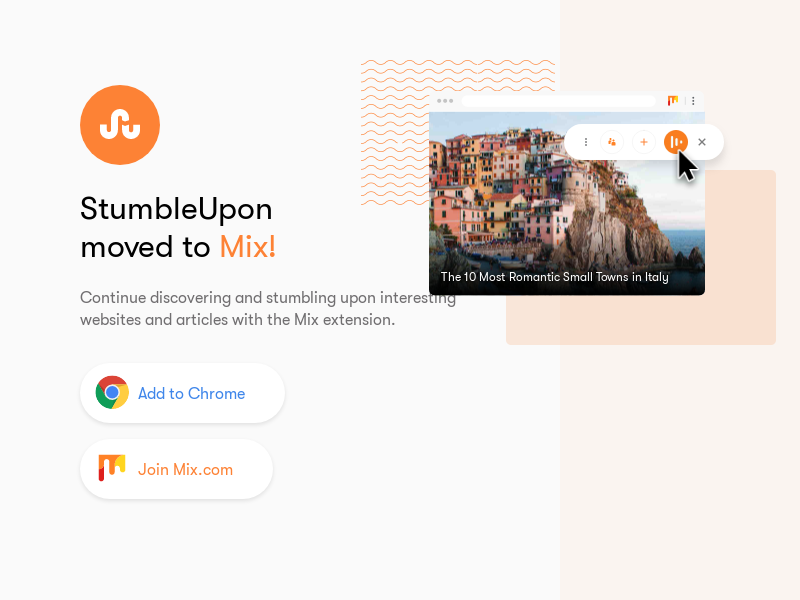 StumbleUpon
moved to Mix!
Continue discovering and stumbling upon interesting
websites and articles with the Mix extension.
Add to Chrome
Join Mix.com
The 10 Most Romantic Small Towns in Italy